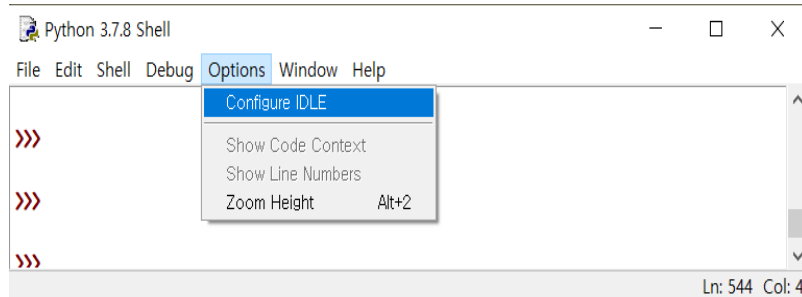 Python 3.7.8 Shell
File Edit Shell Debug Options Window Help
Configure IDLE
>>>
Show Code Context
Show Line Numbers
>>>
Zoom Height Alt+2
>>>
Ln: 544 Col: 4